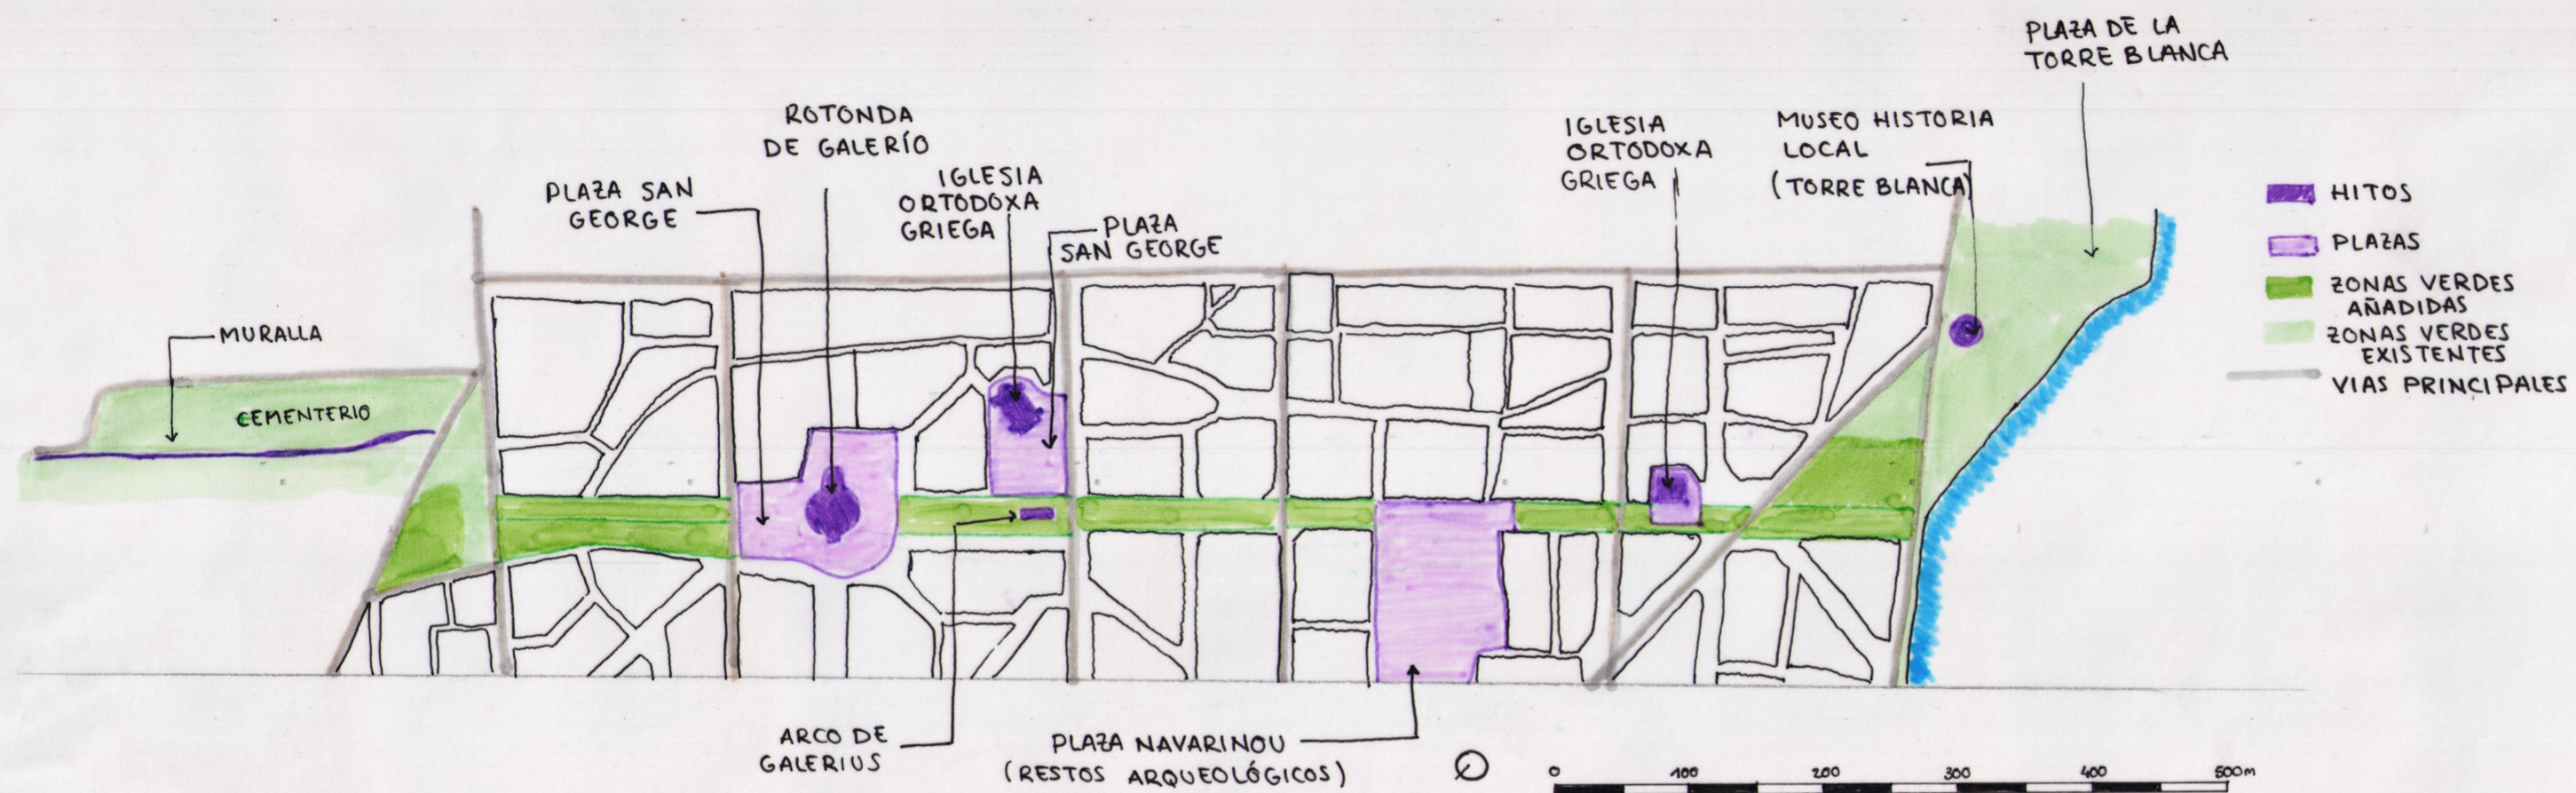 PLAZA DE LA
TORRE BLANCA
ROTONDA
DE GALERÍO
IGLESIA
ORTODOXA
GRIEGA
MUSEO HISTORIA
LOCAL
(TORRE BLANCA)
PLAZA SAN
GEORGE
IGLESIA
ORTODOXA
GRIEGA
PLAZA
SAN GEORGE
HITOS
PLAZAS
ZONAS VERDES
AÑADIDAS
ZONAS VERDES
EXISTENTES
VIAS PRINCIPALES
MURALLA
CEMENTERIO
ARCO DE
GALERIUS
PLAZA NAVARINOU
(RESTOS ARQUEOLÓGICOS)
0 100 200 300 400 500m